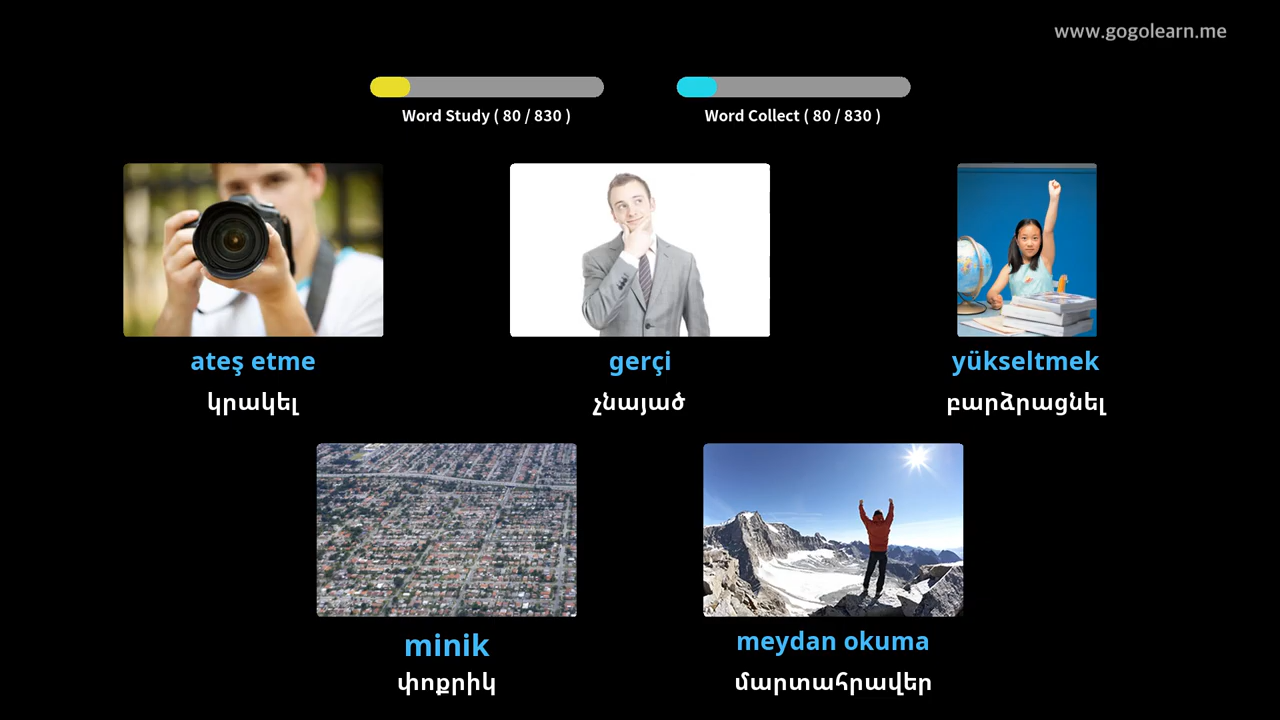 www.gogolearn.me
Word Study ( 80 / 830 )
Word Collect ( 80 / 830 )
ateş etme
կրակել
gerçi
չնայած
yükseltmek
բարձրացնել
minik
փոքրիկ
meydan okuma
մարտահրավեր